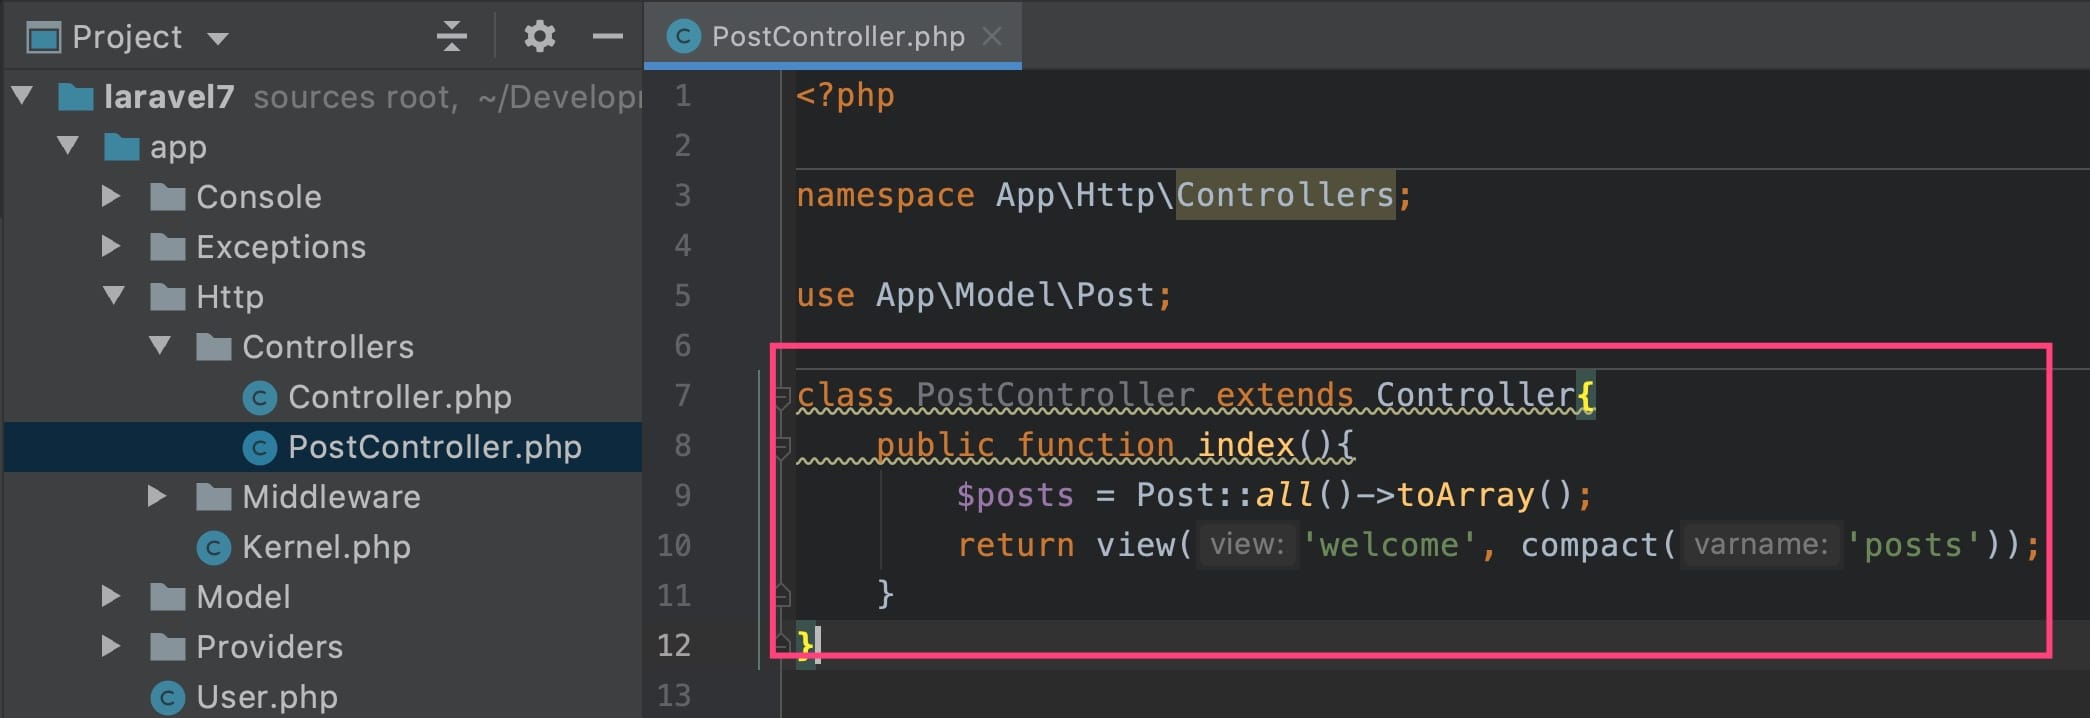 Project
PostController.php
laravel7 sources root, ~/Develop
app
Console
Exceptions
Http
Controllers
Controller.php
PostController.php
Middleware
Kernel.php
Model
Providers
User.php
1 <?php
2
3 namespace App\Http\Controllers;
4
5 use App\Model\Post;
6
7 class PostController extends Controller{
8 public function index(){
9 $posts = Post::all()->toArray();
10 return view( view: 'welcome', compact( varname: 'posts'));
11 }
12 }
13